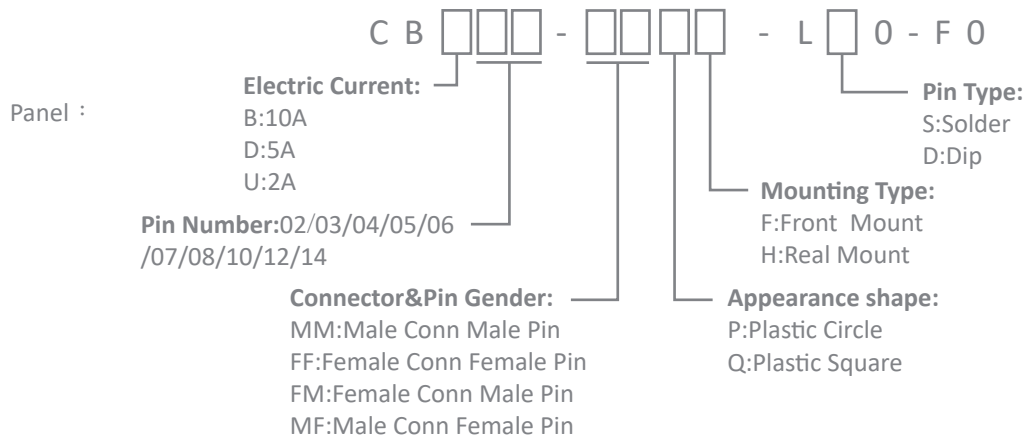 C B □□□ - □□□□ - L □ 0 - F 0
Panel：
Electric Current:
B:10A
D:5A
U:2A
Pin Number:02/03/04/05/06
/07/08/10/12/14
Connector&Pin Gender:
MM:Male Conn Male Pin
FF:Female Conn Female Pin
FM:Female Conn Male Pin
MF:Male Conn Female Pin
Appearance shape:
P:Plastic Circle
Q:Plastic Square
Mounting Type:
F:Front Mount
H:Real Mount
Pin Type:
S:Solder
D:Dip